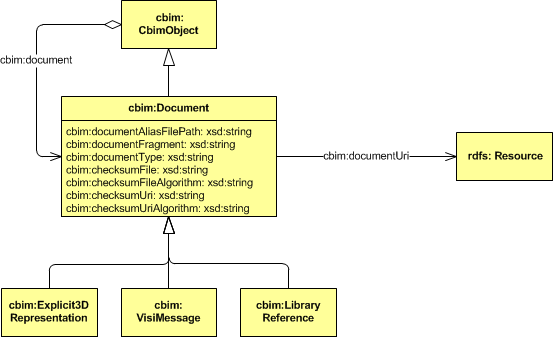 cbim:
CbimObject
cbim:document
cbim:Document
cbim:documentAliasFilePath: xsd:string
cbim:documentFragment: xsd:string
cbim:documentType: xsd:string
cbim:checksumFile: xsd:string
cbim:checksumFileAlgorithm: xsd:string
cbim:checksumUri: xsd:string
cbim:checksumUriAlgorithm: xsd:string
cbim:documentUri
rdfs: Resource
cbim:Explicit3D
Representation
cbim:
VisiMessage
cbim:Library
Reference